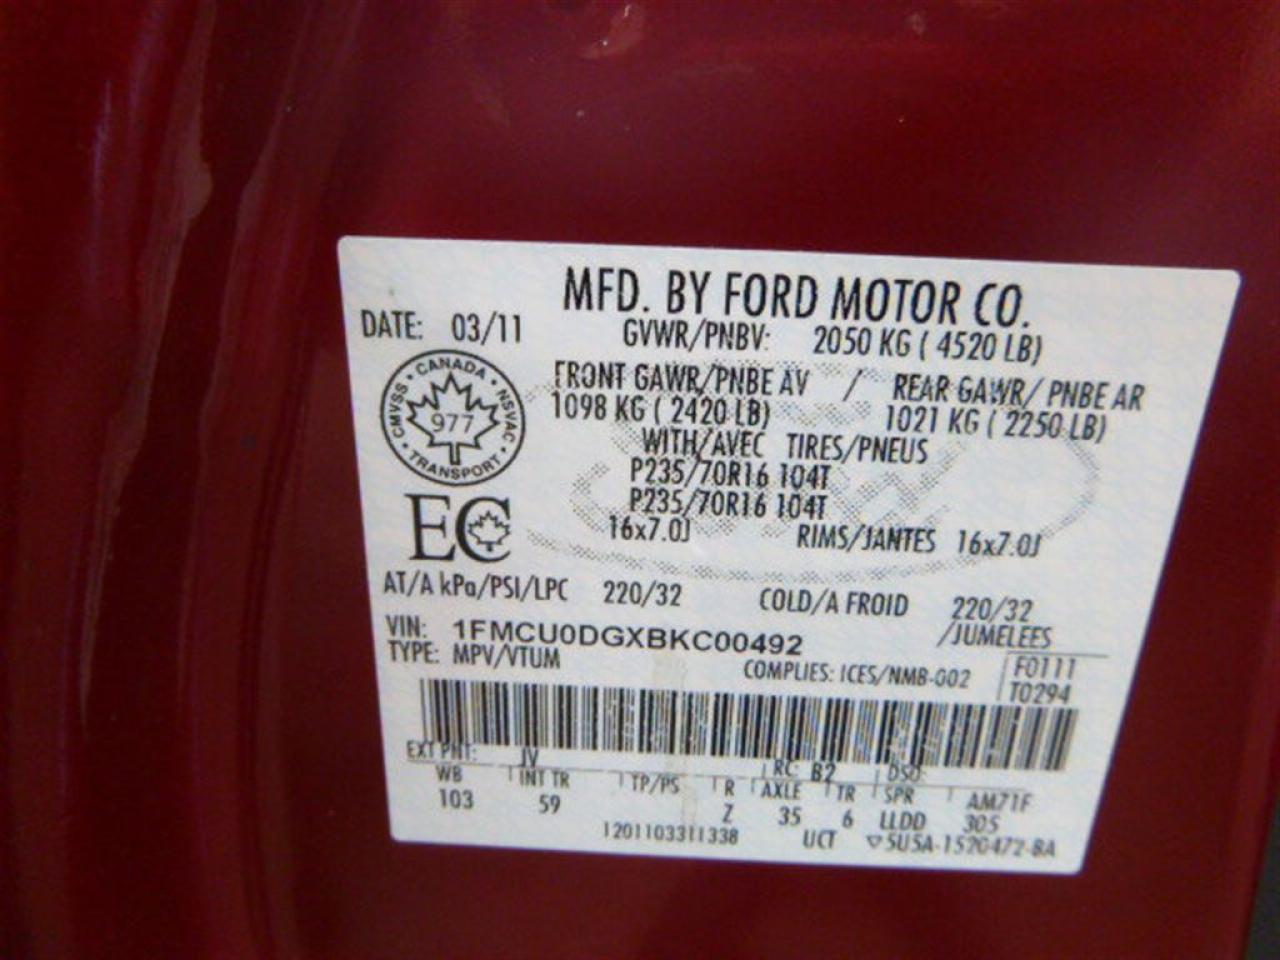 MFD. BY FORD MOTOR CO.
DATE: 03/11
GVWR/PNBV: 2050 KG ( 4520 LB)
CANADA
CMVSS
NSVAC
977
TRANSPORT
FRONT GAWR/PNBE AV / REAR GAWR/ PNBE AR
1098 KG ( 2420 LB) 1021 KG ( 2250 LB)
WITH/AVEC TIRES/PNEUS
P235/70R16 104T
P235/70R16 104T
EC
16x7.0J RIMS/JANTES 16x7.0J
AT/A kPa/PSI/LPC 220/32 COLD/A FROID 220/32
/JUMELEES
VIN: 1FMCU0DGXBKC00492
TYPE: MPV/VTUM
COMPLIES: ICES/NMB-002
F0111
T0294
EXT PNT: JV RC: B2 DSO:
WB INT TR TP/PS R AXLE TR SPR AM71F
103 59 Z 35 6 LLDD 305
1201103311338 UCT ▽5U5A-1520472-BA